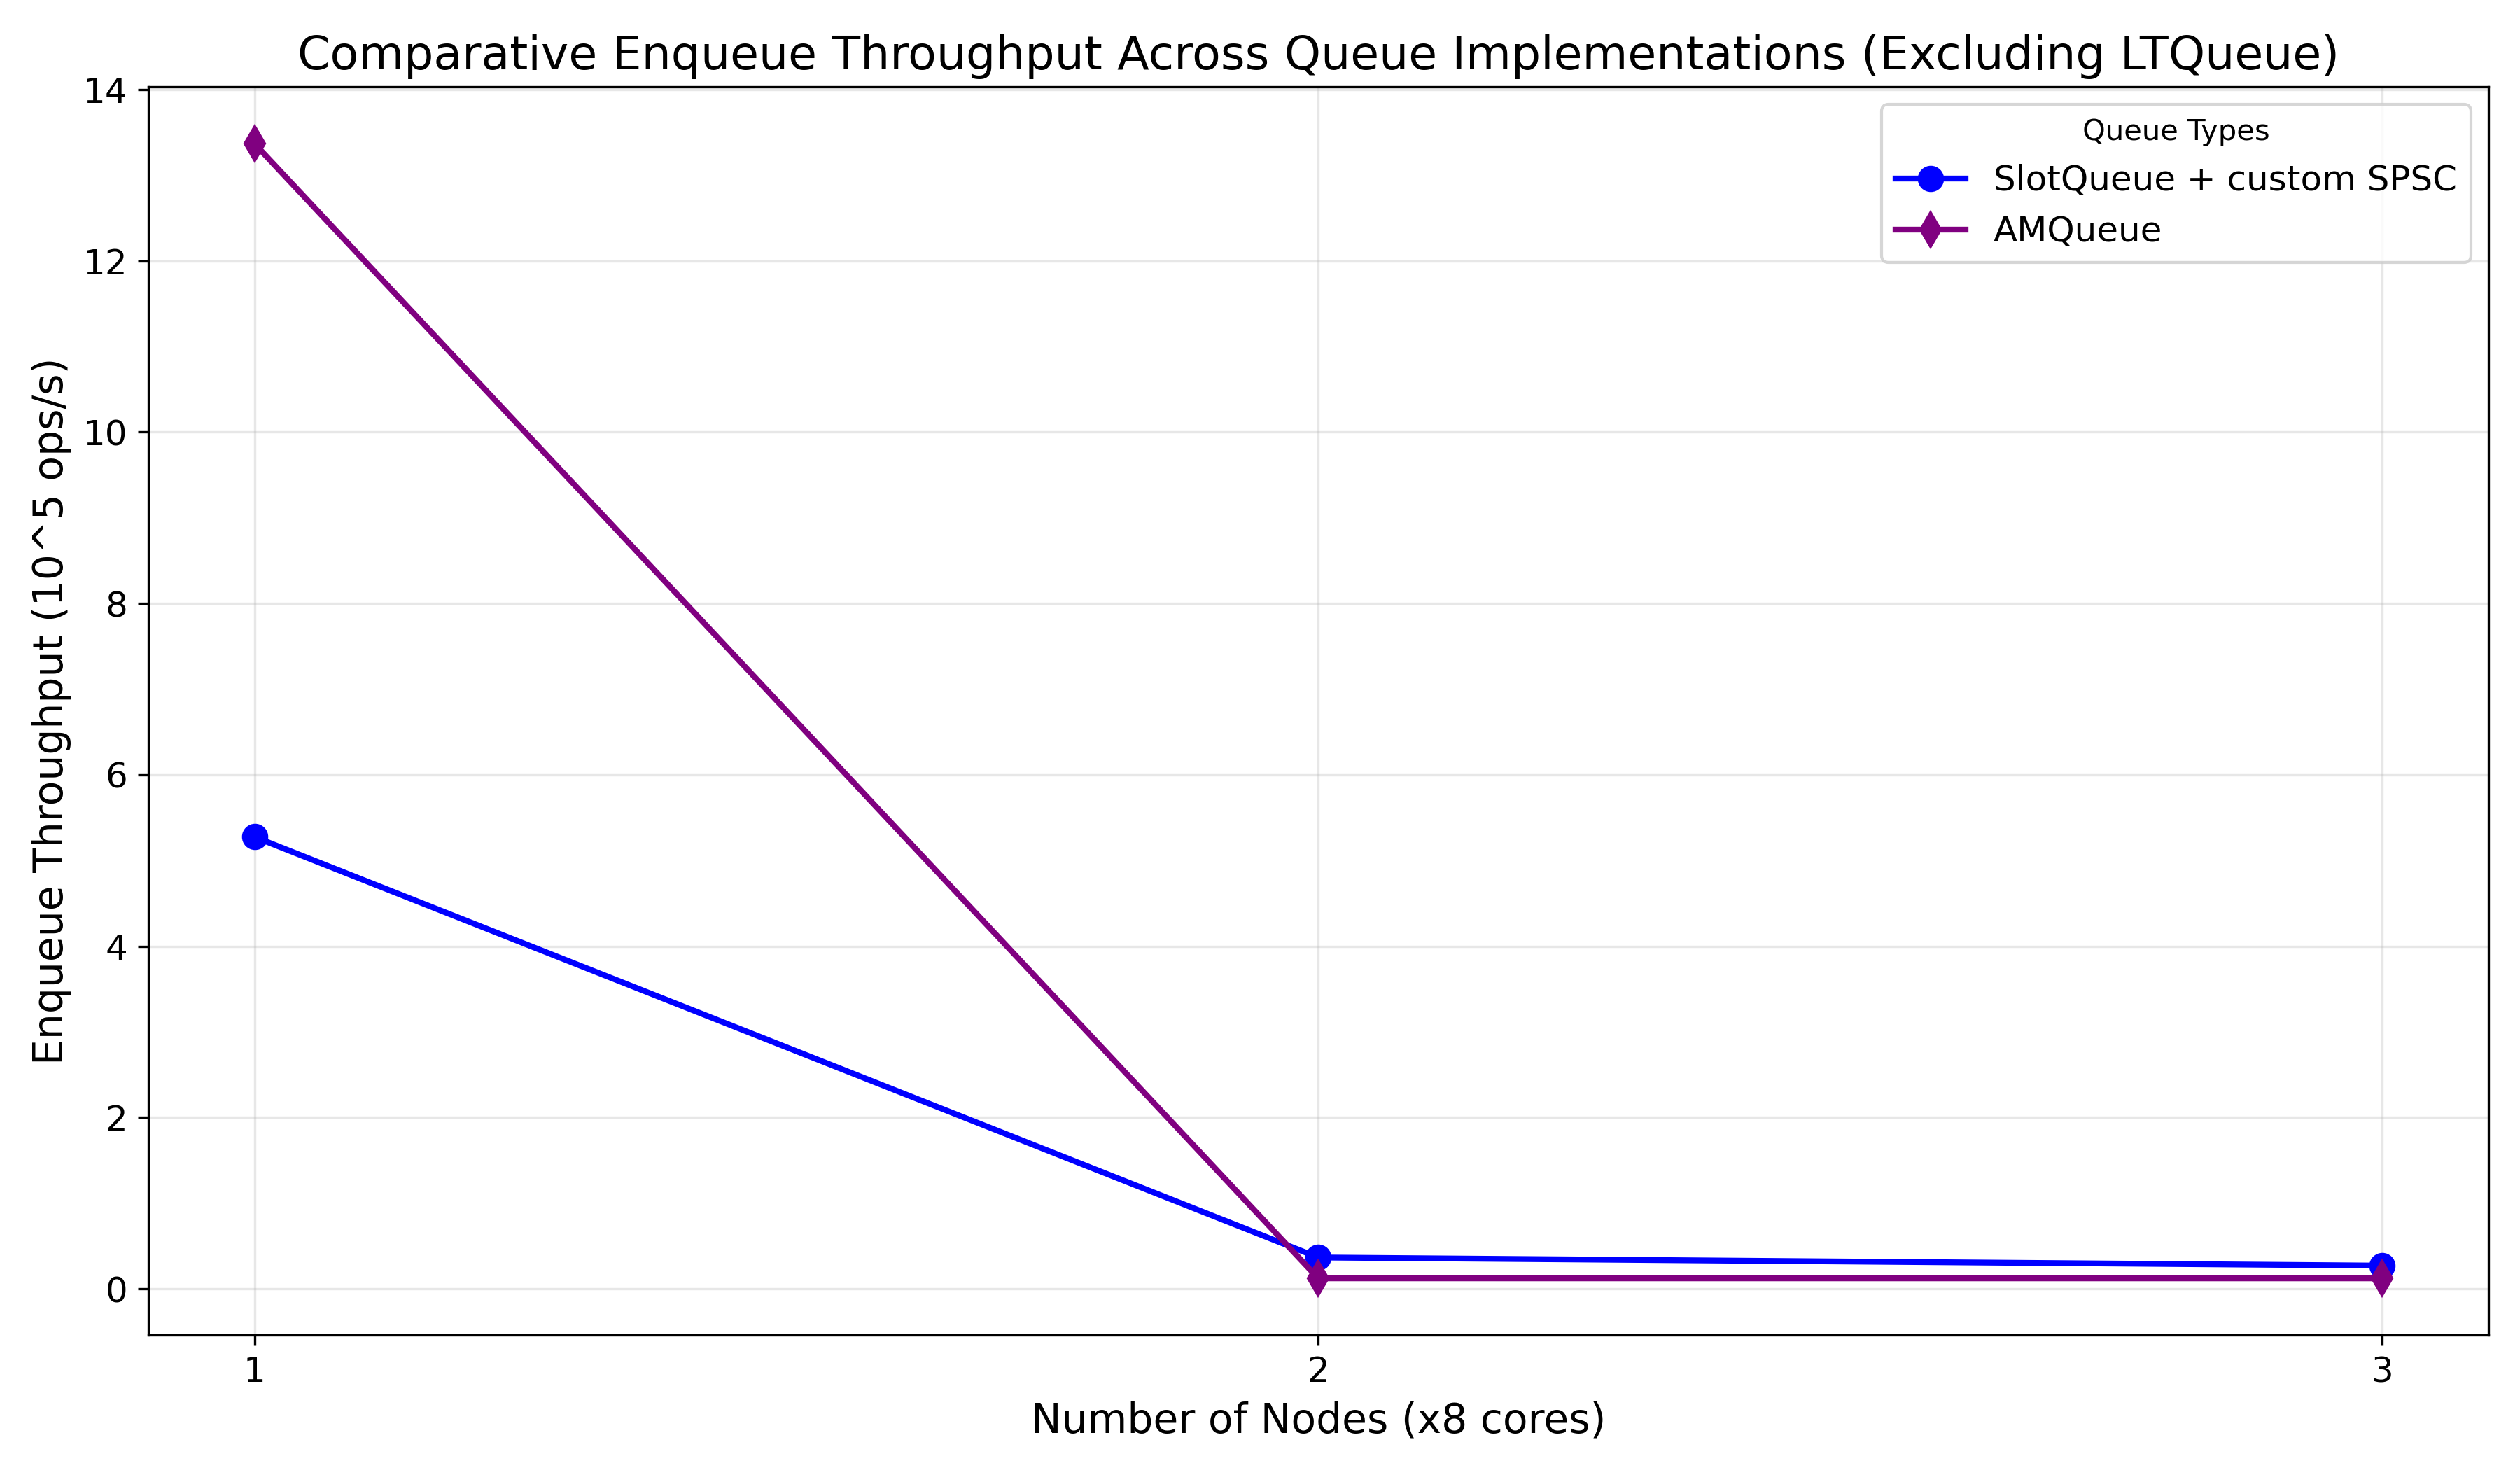 Comparative Enqueue Throughput Across Queue Implementations (Excluding LTQueue)
Enqueue Throughput (10^5 ops/s)
14
12
10
8
6
4
2
0
Queue Types
SlotQueue + custom SPSC
AMQueue
1
2
3
Number of Nodes (x8 cores)